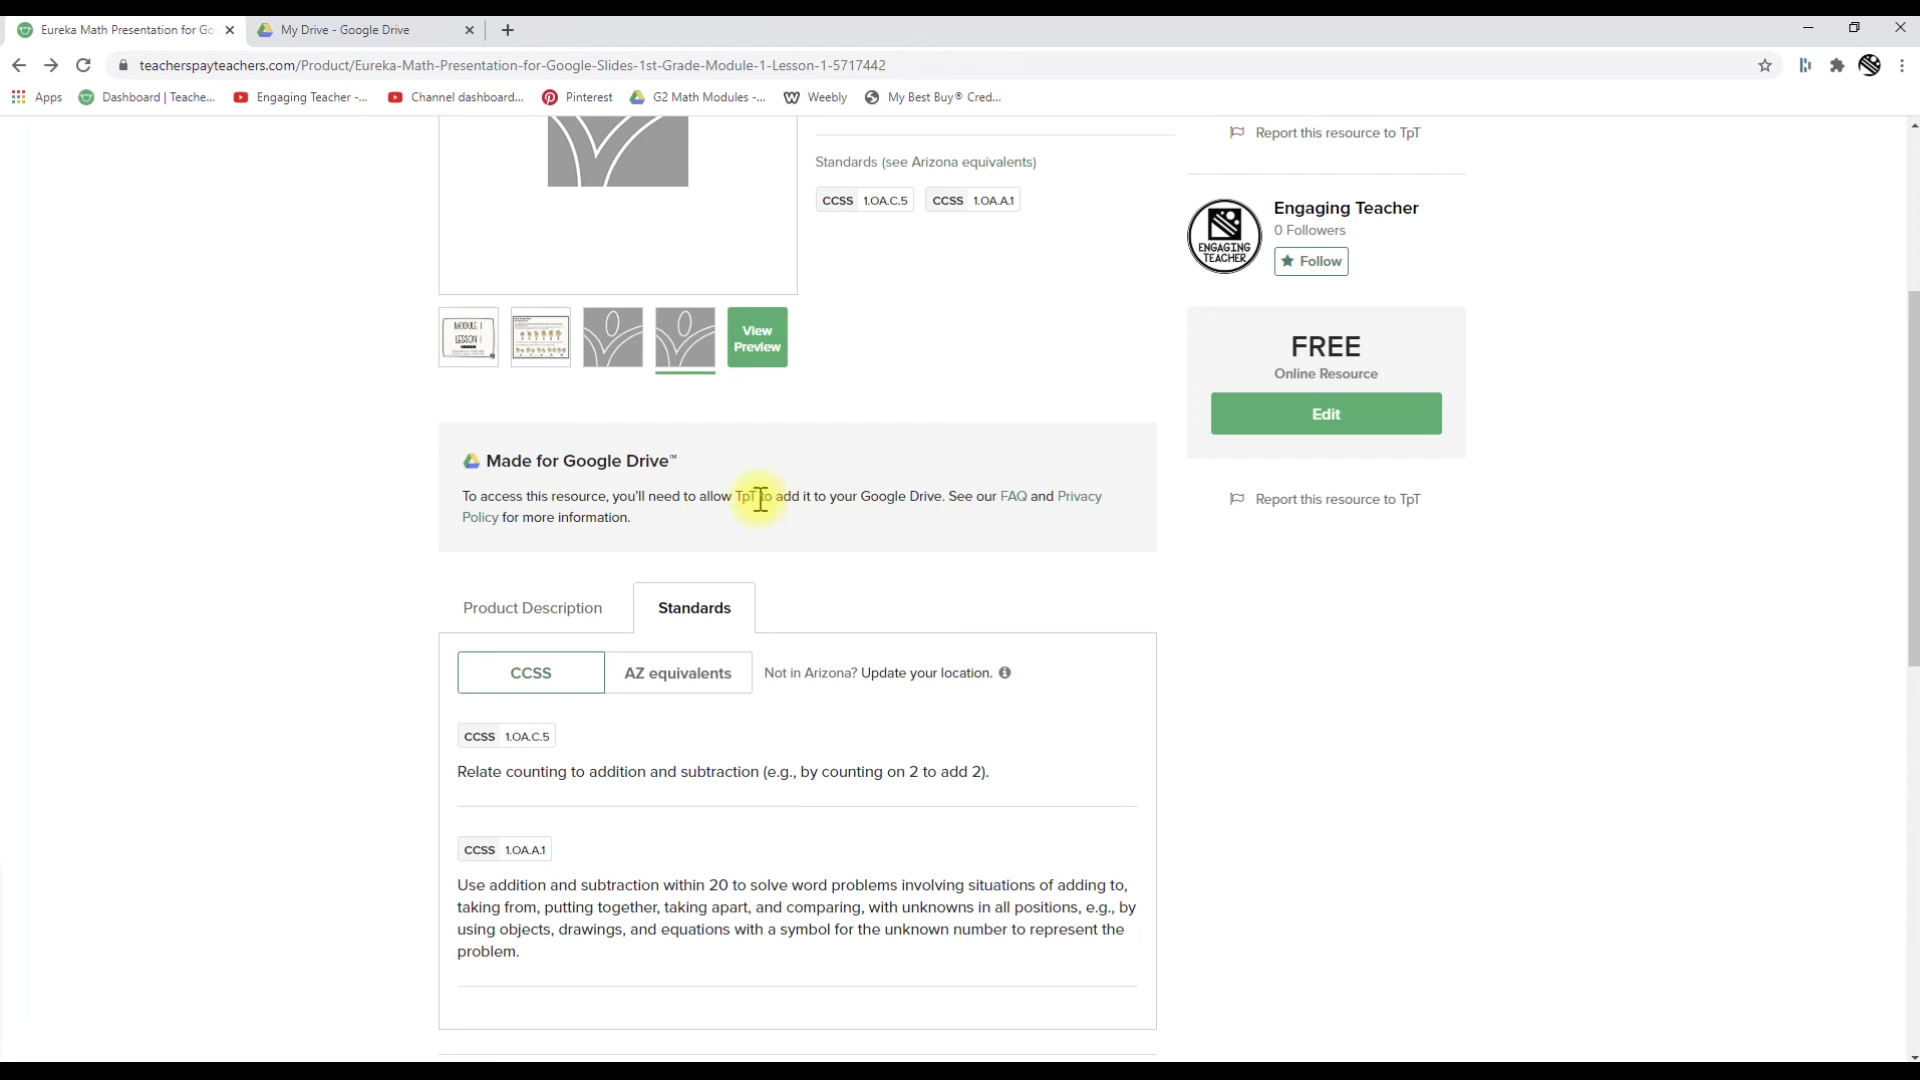 Eureka Math Presentation for Go
My Drive - Google Drive
teacherspayteachers.com/Product/Eureka-Math-Presentation-for-Google-Slides-1st-Grade-Module-1-Lesson-1-5717442
Apps
Dashboard | Teache...
Engaging Teacher -...
Channel dashboard...
Pinterest
G2 Math Modules -...
Weebly
My Best Buy® Cred...
Report this resource to TpT
Standards (see Arizona equivalents)
CCSS 1.OA.C.5
CCSS 1.OA.A.1
ENGAGING
TEACHER
Engaging Teacher
0 Followers
Follow
MODULE 1
LESSON 1
View
Preview
FREE
Online Resource
Edit
Report this resource to TpT
Made for Google Drive™
To access this resource, you'll need to allow TpT to add it to your Google Drive. See our FAQ and Privacy
Policy for more information.
Product Description
Standards
CCSS
AZ equivalents
Not in Arizona? Update your location.
CCSS 1.OA.C.5
Relate counting to addition and subtraction (e.g., by counting on 2 to add 2).
CCSS 1.OA.A.1
Use addition and subtraction within 20 to solve word problems involving situations of adding to,
taking from, putting together, taking apart, and comparing, with unknowns in all positions, e.g., by
using objects, drawings, and equations with a symbol for the unknown number to represent the
problem.